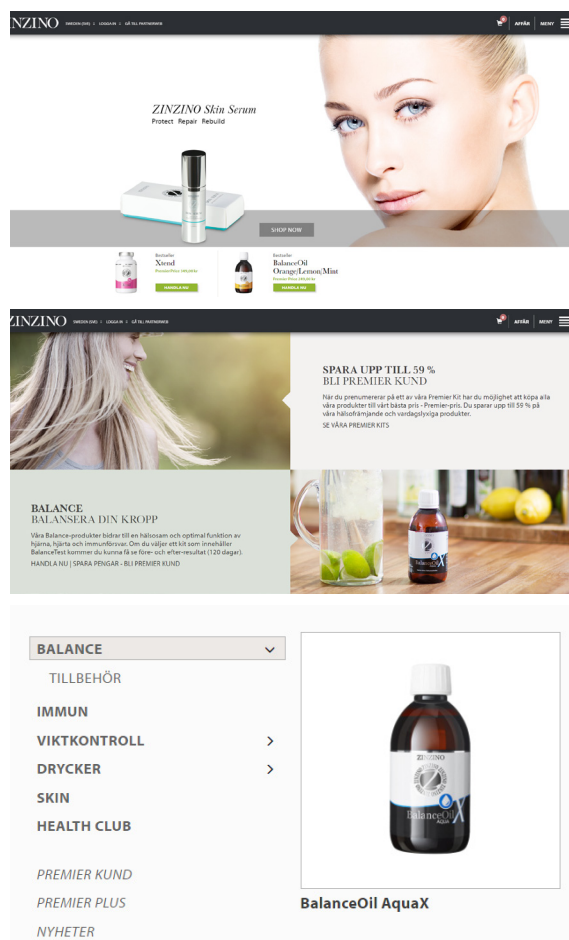 ZINZINO SWEDEN (SVE) | LOGGA IN | GÅ TILL PARTNERWEB AFFÄR MENY
ZINZINO Skin Serum
Protect Repair Rebuild
SHOP NOW
Bestseller
Xtend
HANDLA NU
Bestseller
BalanceOil
Orange/Lemon/Mint
HANDLA NU
ZINZINO SWEDEN (SVE) | LOGGA IN | GÅ TILL PARTNERWEB AFFÄR MENY
SPARA UPP TILL 59 %
BLI PREMIER KUND
När du prenumererar på ett av våra Premier Kit har du möjlighet att köpa alla
våra produkter till vårt bästa pris - Premier-pris. Du sparar upp till 59 % på
våra hälsofrämjande och vardagslyxiga produkter.
SE VÅRA PREMIER KITS
BALANCE
BALANSERA DIN KROPP
Våra Balance-produkter bidrar till en hälsosam och optimal funktion av
hjärna, hjärta och immunförsvar. Om du väljer ett kit som innehåller
BalanceTest kommer du kunna få se före- och efter-resultat (120 dagar).
HANDLA NU | SPARA PENGAR - BLI PREMIER KUND
BalanceOil X
BALANCE
TILLBEHÖR
IMMUN
VIKTKONTROLL
DRYCKER
SKIN
HEALTH CLUB
PREMIER KUND
PREMIER PLUS
NYHETER
ZINZINO
BalanceOil X
AQUA
BalanceOil AquaX